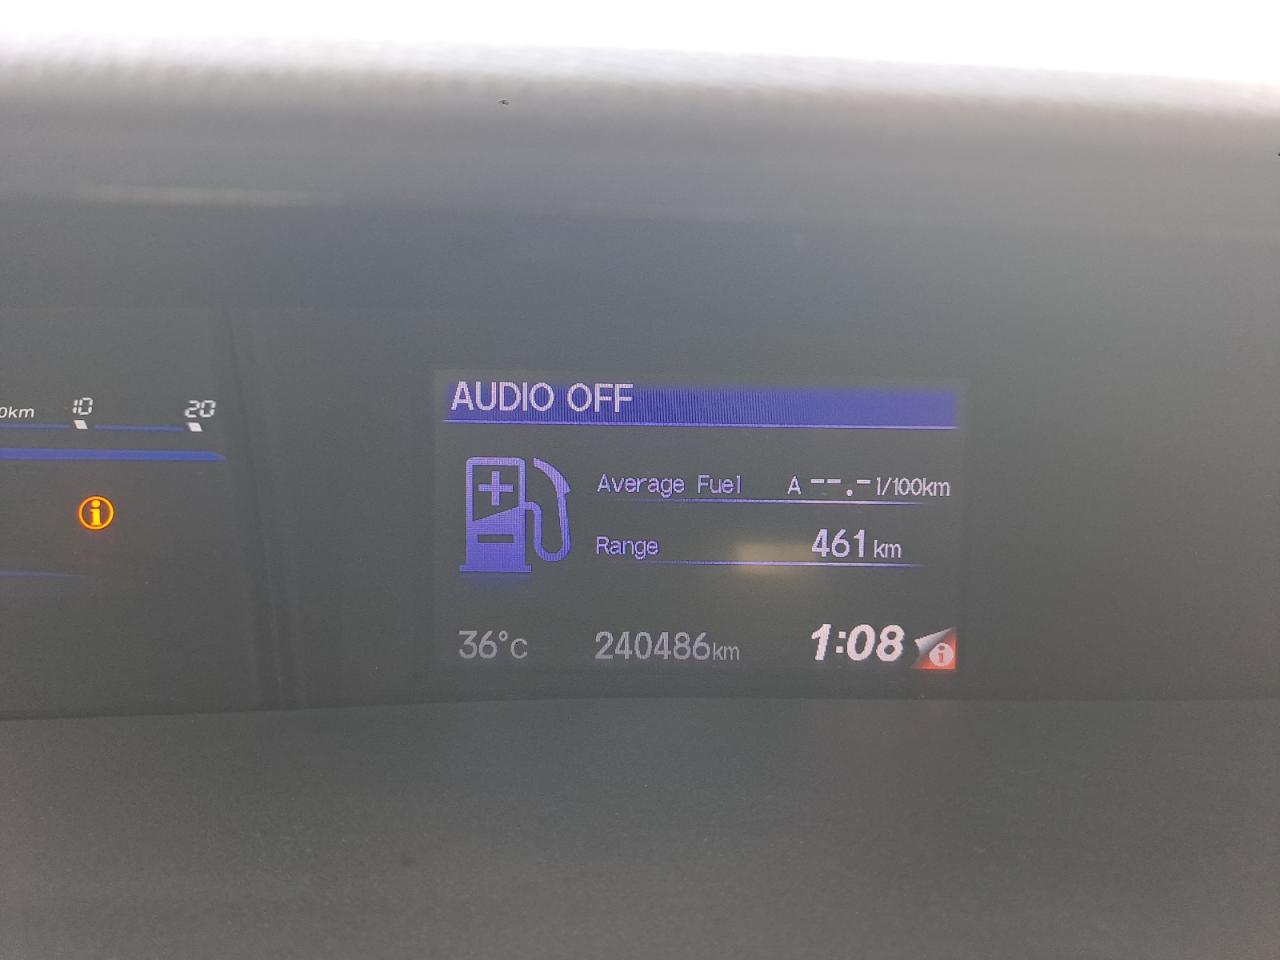 AUDIO OFF
0km 10 20
Average Fuel A --.- l/100km
Range 461 km
36°C 240486km 1:08